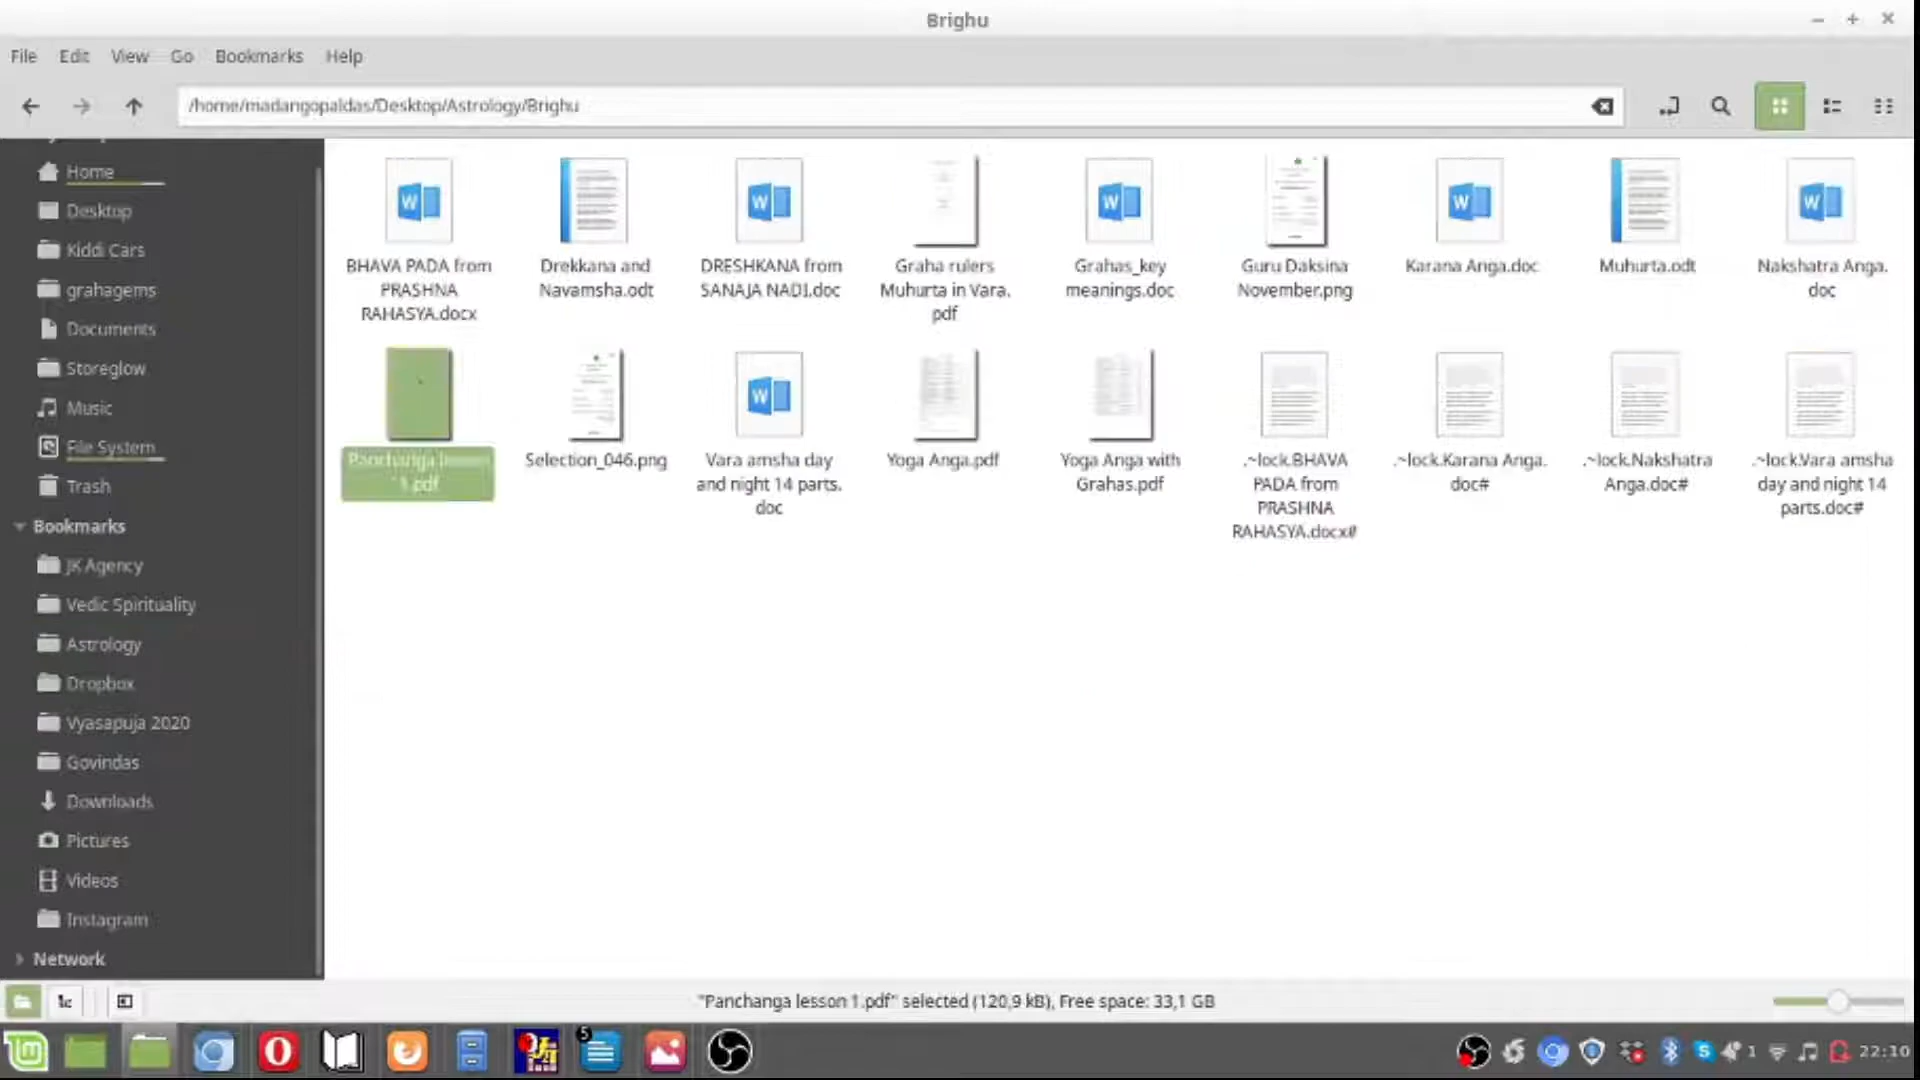 Brighu
File Edit View Go Bookmarks Help
/home/madangopaldas/Desktop/Astrology/Brighu
Home
Desktop
Kiddi Cars
grahagems
Documents
Storeglow
Music
File System
Trash
Bookmarks
JK Agency
Vedic Spirituality
Astrology
Dropbox
Vyasapuja 2020
Govindas
Downloads
Pictures
Videos
Instagram
Network
BHAVA PADA from
PRASHNA
RAHASYA.docx
Drekkana and
Navamsha.odt
DRESHKANA from
SANAJA NADI.doc
Graha rulers
Muhurta in Vara.
pdf
Grahas_key
meanings.doc
Guru Daksina
November.png
Karana Anga.doc
Muhurta.odt
Nakshatra Anga.
doc
Panchanga lesson
1.pdf
Selection_046.png
Vara amsha day
and night 14 parts.
doc
Yoga Anga.pdf
Yoga Anga with
Grahas.pdf
.~lock.BHAVA
PADA from
PRASHNA
RAHASYA.docx#
.~lock.Karana Anga.
doc#
.~lock.Nakshatra
Anga.doc#
.~lock.Vara amsha
day and night 14
parts.doc#
"Panchanga lesson 1.pdf" selected (120,9 kB), Free space: 33,1 GB
5
1
22:10